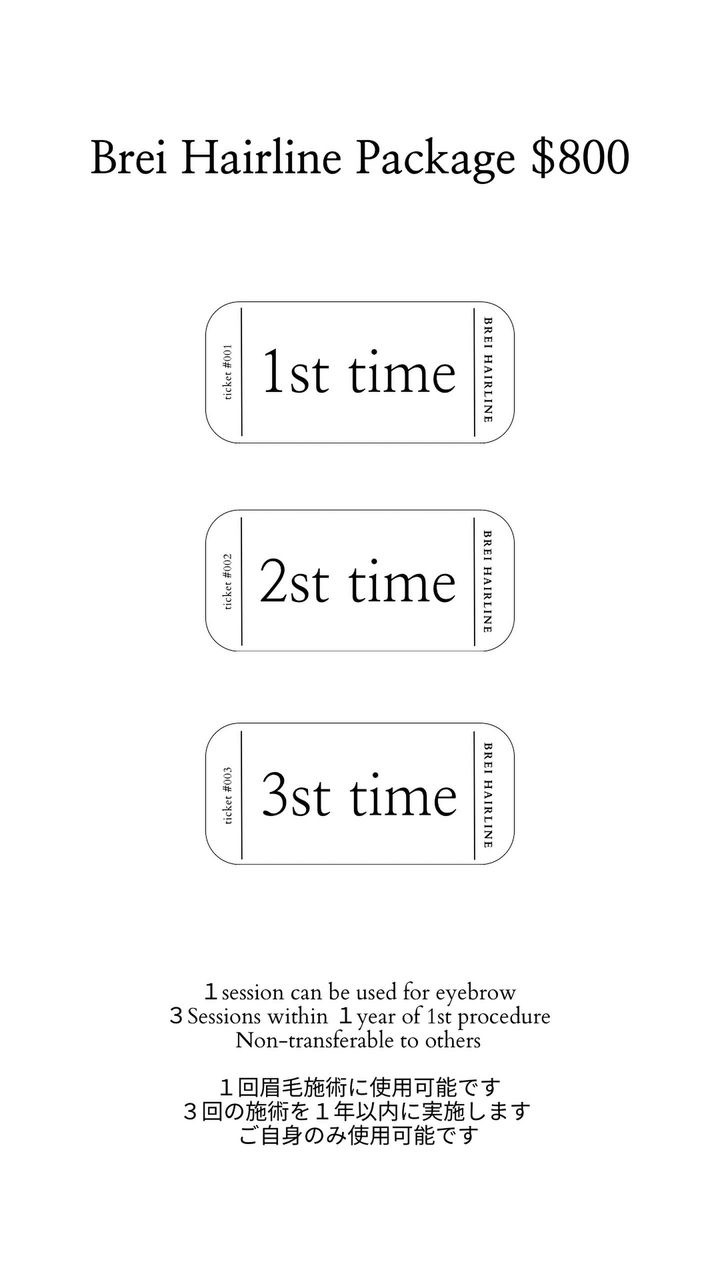 Brei Hairline Package $800
ticket #001
1st time
BREI HAIRLINE
ticket #002
2st time
BREI HAIRLINE
ticket #003
3st time
BREI HAIRLINE
１session can be used for eyebrow
３Sessions within １year of 1st procedure
Non-transferable to others
１回眉毛施術に使用可能です
３回の施術を１年以内に実施します
ご自身のみ使用可能です